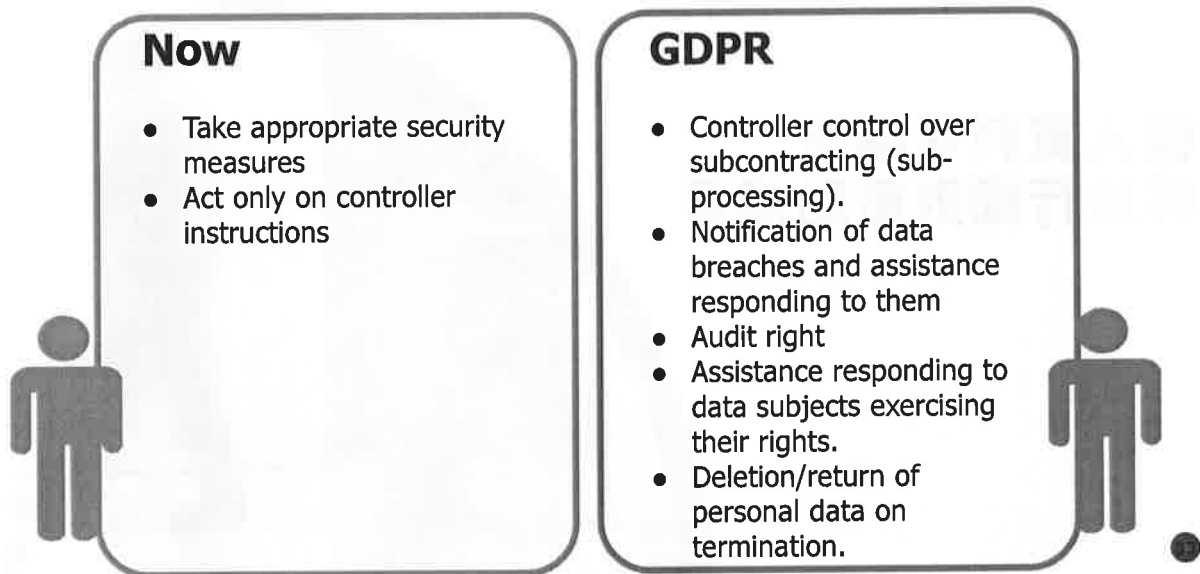 Now
● Take appropriate security
measures
● Act only on controller
instructions
GDPR
● Controller control over
subcontracting (sub-
processing).
● Notification of data
breaches and assistance
responding to them
● Audit right
● Assistance responding to
data subjects exercising
their rights.
● Deletion/return of
personal data on
termination.